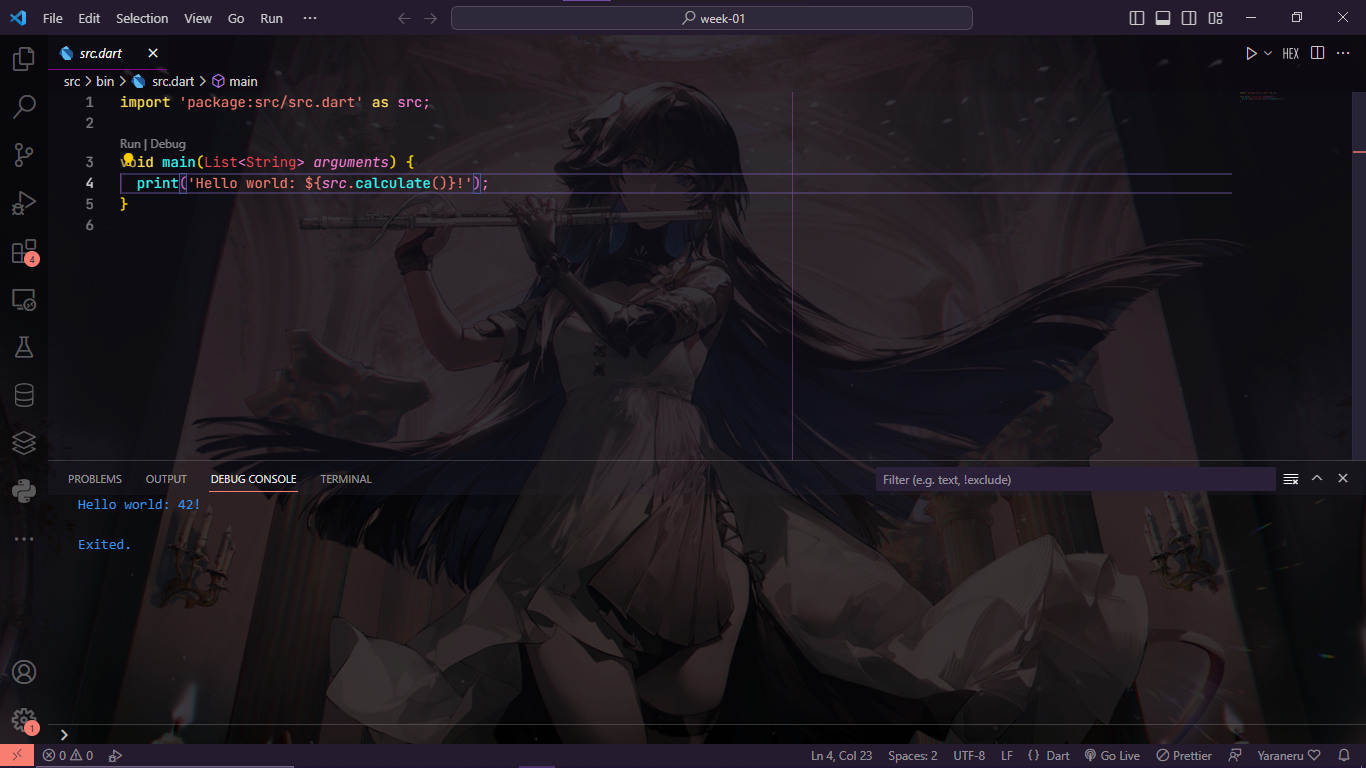 File Edit Selection View Go Run ··· week-01
src.dart
HEX ···
src > bin > src.dart > main
1 import 'package:src/src.dart' as src;
2
Run | Debug
3 void main(List<String> arguments) {
4 print('Hello world: ${src.calculate()}!');
5 }
6
4
PROBLEMS OUTPUT DEBUG CONSOLE TERMINAL Filter (e.g. text, !exclude)
Hello world: 42!
Exited.
1
0 0 Ln 4, Col 23 Spaces: 2 UTF-8 LF {} Dart Go Live Prettier Yaraneru